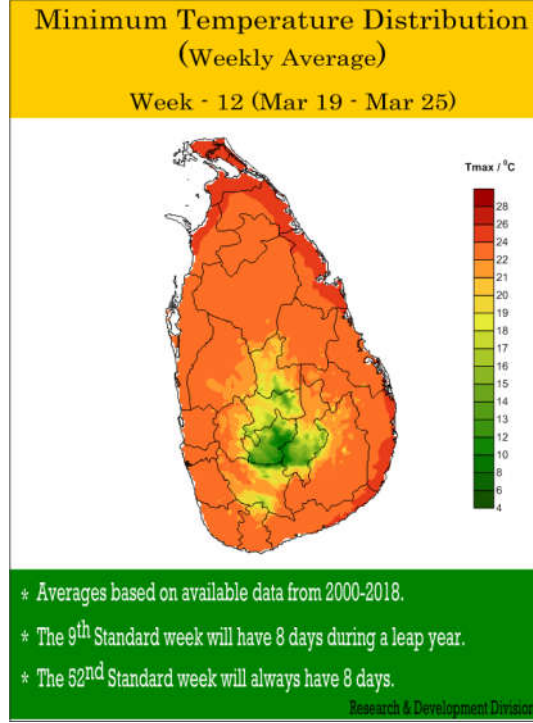 Minimum Temperature Distribution
(Weekly Average)
Week - 12 (Mar 19 - Mar 25)
Tmax / ⁰C
28
26
24
22
21
20
19
18
17
16
15
14
13
12
10
8
6
4
* Averages based on available data from 2000-2018.
* The 9th Standard week will have 8 days during a leap year.
* The 52nd Standard week will always have 8 days.
Research & Development Division